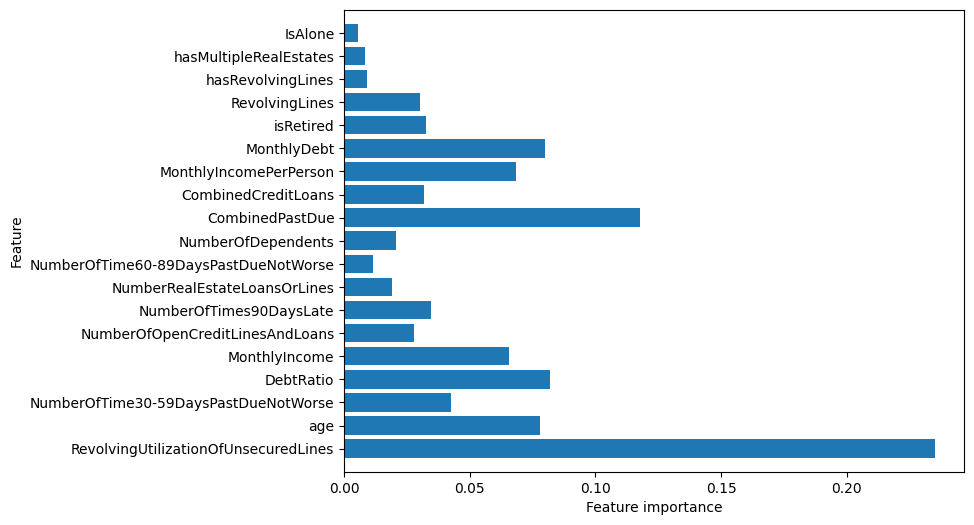 IsAlone
hasMultipleRealEstates
hasRevolvingLines
RevolvingLines
isRetired
MonthlyDebt
MonthlyIncomePerPerson
CombinedCreditLoans
CombinedPastDue
NumberOfDependents
NumberOfTime60-89DaysPastDueNotWorse
NumberRealEstateLoansOrLines
NumberOfTimes90DaysLate
NumberOfOpenCreditLinesAndLoans
MonthlyIncome
DebtRatio
NumberOfTime30-59DaysPastDueNotWorse
age
RevolvingUtilizationOfUnsecuredLines
Feature
0.00 0.05 0.10 0.15 0.20
Feature importance